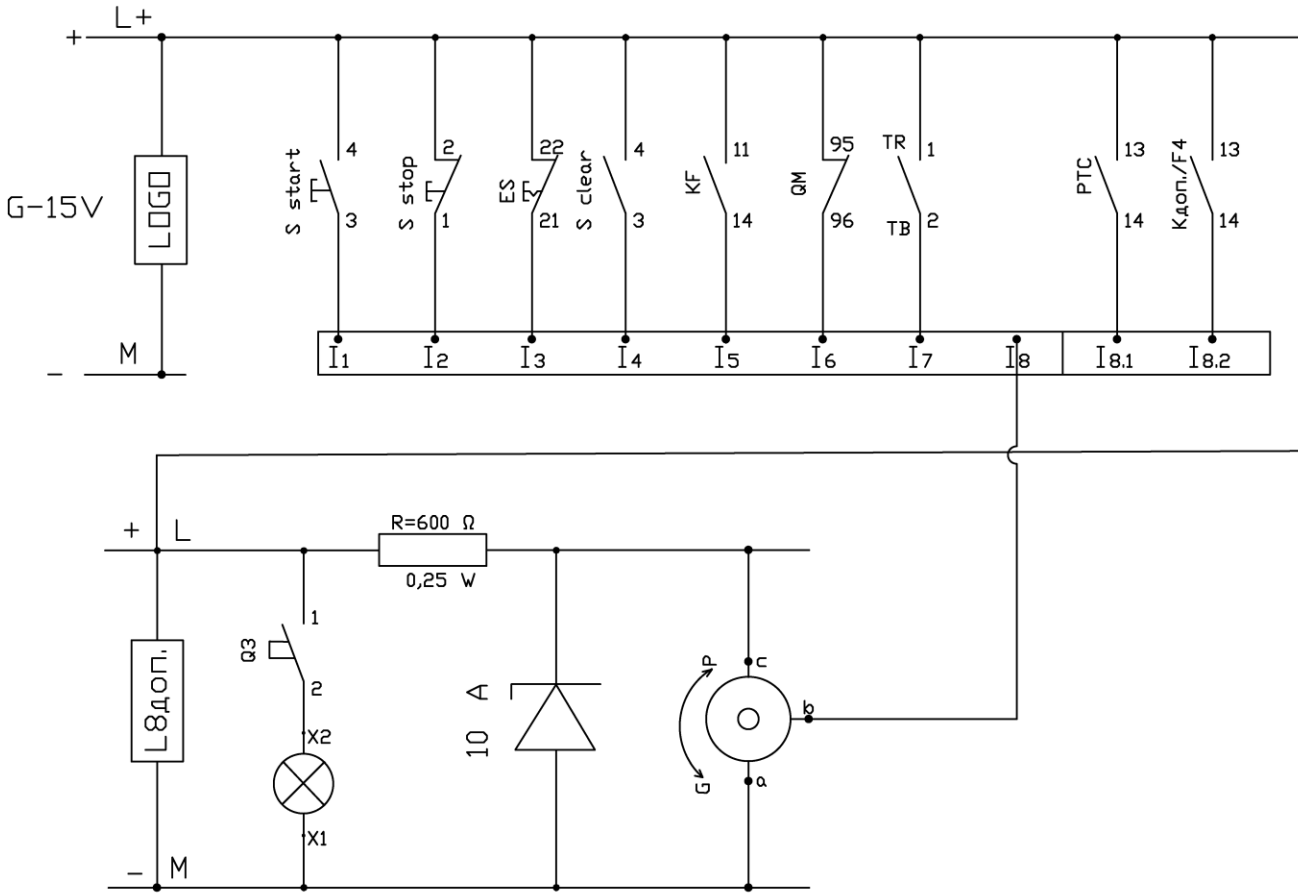 L+
+
4 2 22 4 11 95 TR 1 13 13
S start S stop ES S clear KF QM PTC Кдоп./F4
G-15V LOGO
3 1 21 3 14 96 TB 2 14 14
M
-
I1 I2 I3 I4 I5 I6 I7 I8 I8.1 I8.2
R=600 Ω
+ L
0,25 W
1
Q3
2
P c
L8доп.
10 A
b
X2
G a
X1
- M